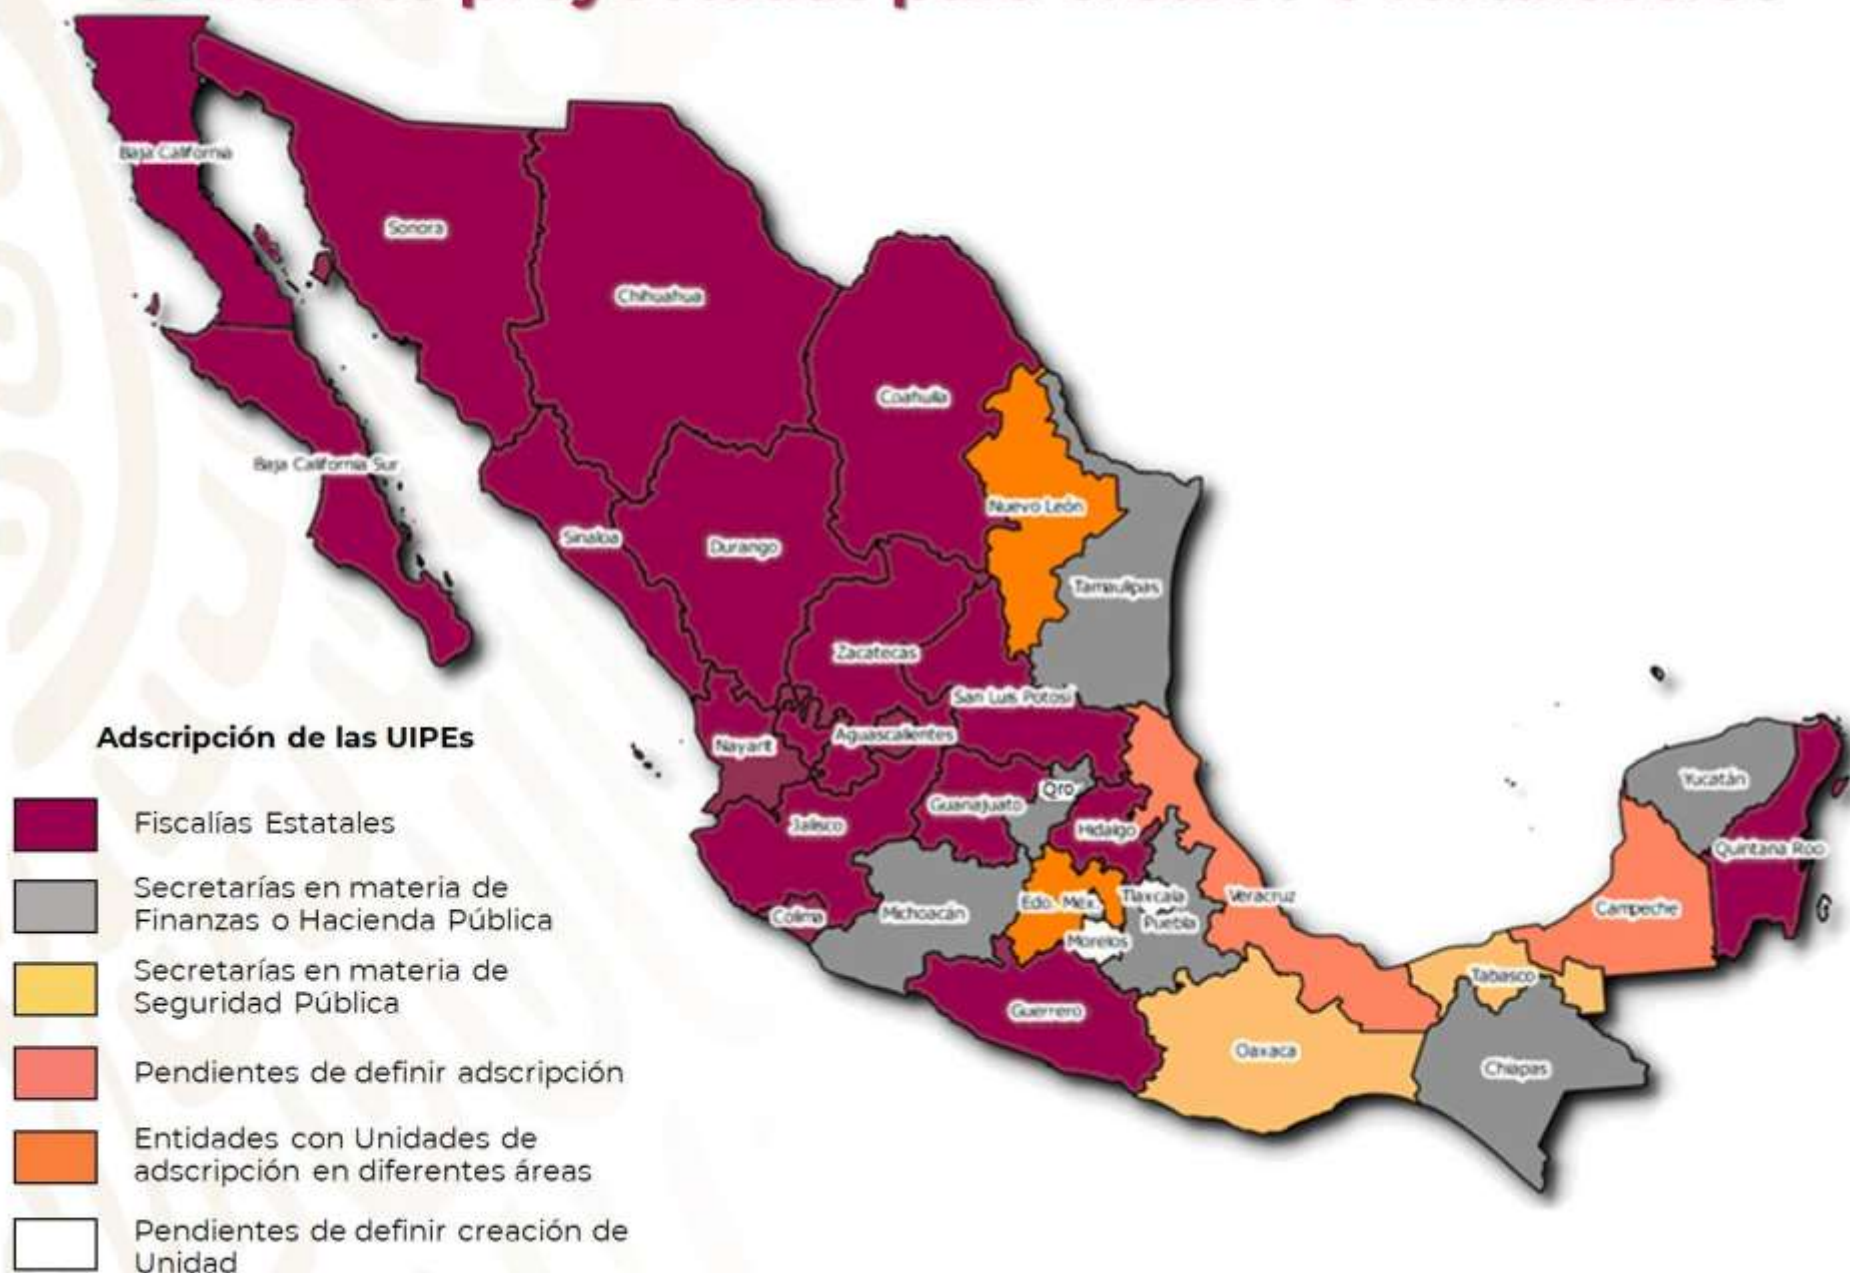 Baja California
Sonora
Chihuahua
Coahuila
Baja California Sur
Nuevo León
Sinaloa
Durango
Tamaulipas
Zacatecas
San Luis Potosí
Nayarit
Aguascalientes
Yucatán
Guanajuato
Qro
Jalisco
Hidalgo
Quintana Roo
Colima
Michoacán
Edo. Méx.
Tlaxcala
Veracruz
Puebla
Campeche
Morelos
Tabasco
Guerrero
Oaxaca
Chiapas
Adscripción de las UIPEs
Fiscalías Estatales
Secretarías en materia de
Finanzas o Hacienda Pública
Secretarías en materia de
Seguridad Pública
Pendientes de definir adscripción
Entidades con Unidades de
adscripción en diferentes áreas
Pendientes de definir creación de
Unidad